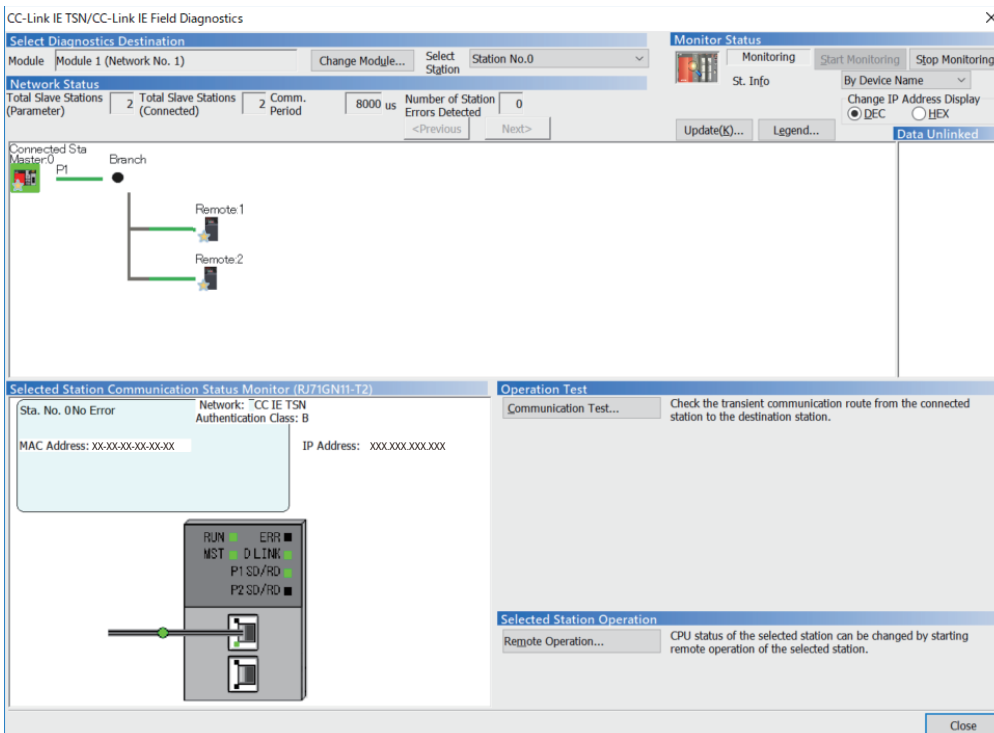 CC-Link IE TSN/CC-Link IE Field Diagnostics
Select Diagnostics Destination
Module Module 1 (Network No. 1) Change Module... Select Station Station No.0
Network Status
Total Slave Stations (Parameter) 2 Total Slave Stations (Connected) 2 Comm. Period 8000 us Number of Station Errors Detected 0
<Previous Next>
Monitor Status
Monitoring Start Monitoring Stop Monitoring
St. Info By Device Name
Change IP Address Display
DEC HEX
Update(K)... Legend...
Data Unlinked
Connected Sta
Master:0 Branch
P1
Remote:1
Remote:2
Selected Station Communication Status Monitor (RJ71GN11-T2)
Sta. No. 0No Error Network: CC IE TSN
Authentication Class: B
MAC Address: XX-XX-XX-XX-XX-XX IP Address: XXX.XXX.XXX.XXX
RUN ERR
MST D LINK
P1 SD/RD
P2 SD/RD
Operation Test
Communication Test... Check the transient communication route from the connected
station to the destination station.
Selected Station Operation
Remote Operation... CPU status of the selected station can be changed by starting
remote operation of the selected station.
Close